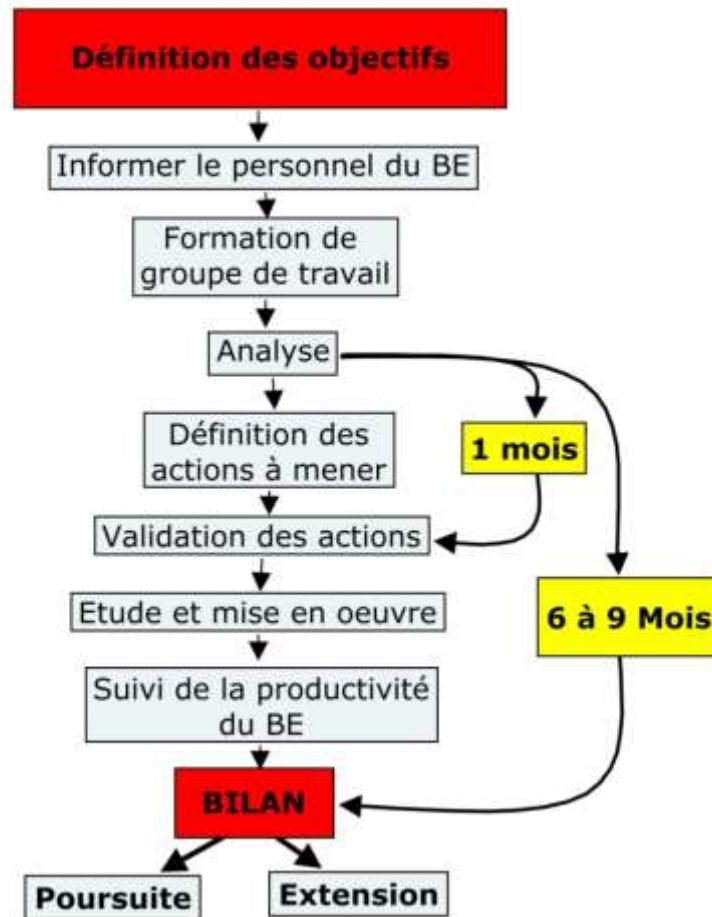 Définition des objectifs
Informer le personnel du BE
Formation de
groupe de travail
Analyse
Définition des
actions à mener
1 mois
Validation des actions
Etude et mise en oeuvre
6 à 9 Mois
Suivi de la productivité
du BE
BILAN
Poursuite
Extension